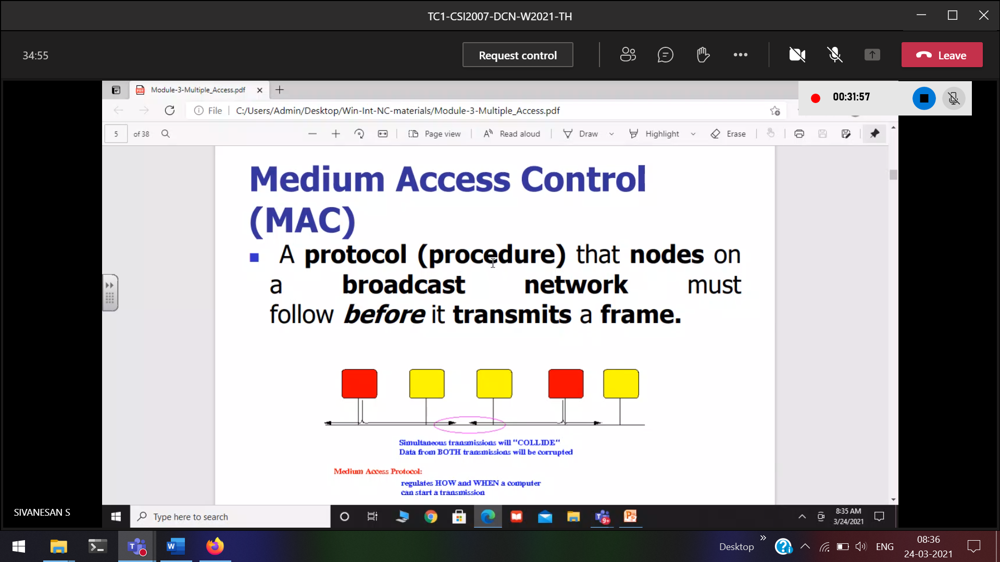 TC1-CSI2007-DCN-W2021-TH
34:55
Request control
Leave
Module-3-Multiple_Access.pdf
00:31:57
File
C:/Users/Admin/Desktop/Win-Int-NC-materials/Module-3-Multiple_Access.pdf
5 of 38
Page view
Read aloud
Draw
Highlight
Erase
Medium Access Control
(MAC)
A protocol (procedure) that nodes on
a broadcast network must
follow before it transmits a frame.
Simultaneous transmissions will "COLLIDE"
Data from BOTH transmissions will be corrupted
Medium Access Protocol:
regulates HOW and WHEN a computer
can start a transmission
SIVANESAN S
Type here to search
9+
8:35 AM
3/24/2021
Desktop
ENG
08:36
24-03-2021